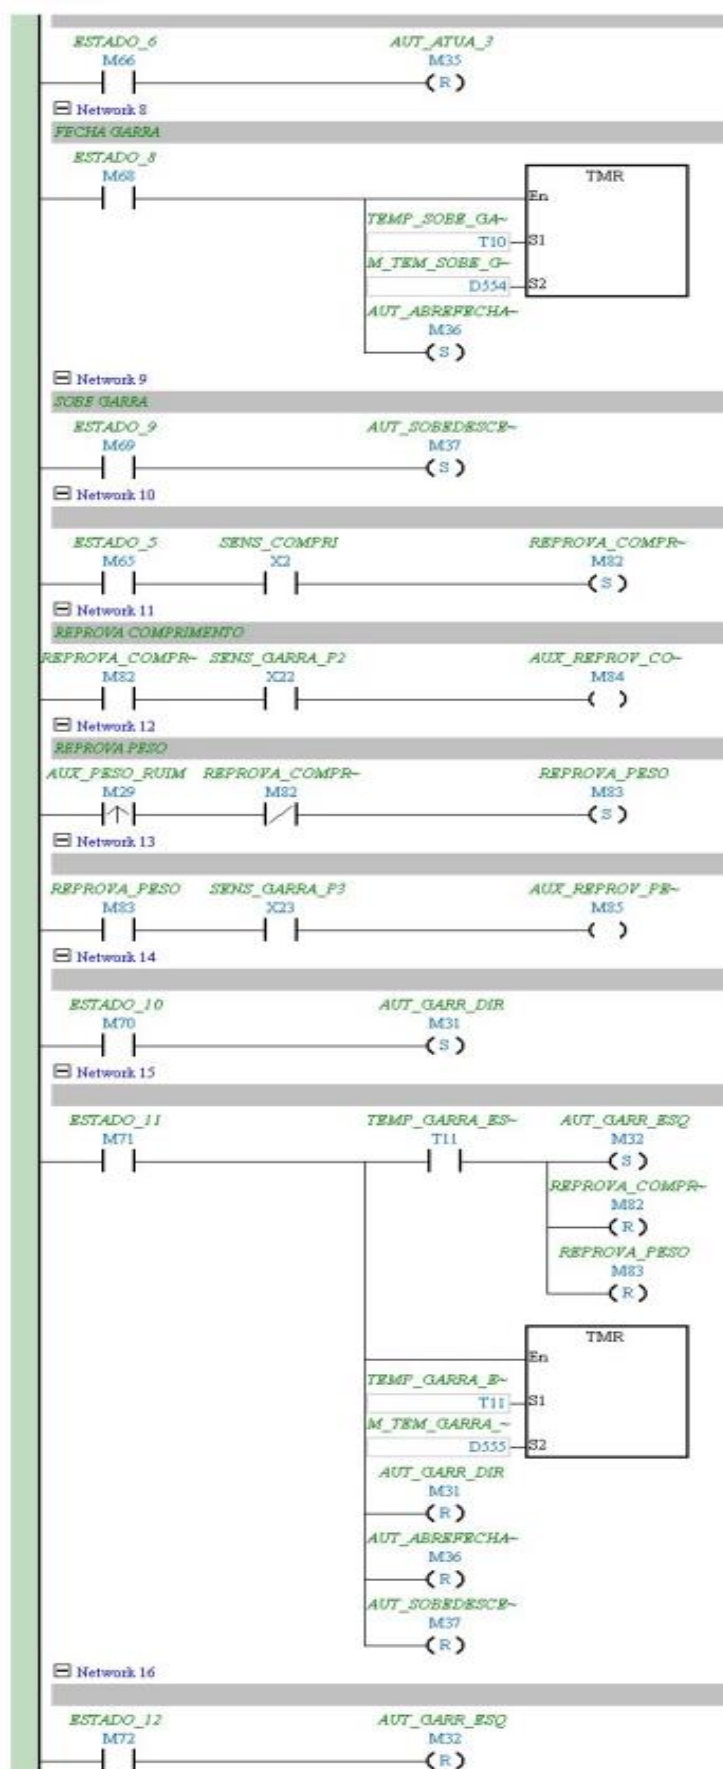 ESTADO_6 AUT_ATUA_3
M66 M35
R
Network 8
FECHA GARRA
ESTADO_8
M68 TMR
En
TEMP_SOBE_GA~
T10 S1
M_TEM_SOBE_G~
D554 S2
AUT_ABREFECHA~
M36
S
Network 9
SOBE GARRA
ESTADO_9 AUT_SOBEDESCE~
M69 M37
S
Network 10
ESTADO_5 SENS_COMPRI REPROVA_COMPR~
M65 X2 M82
S
Network 11
REPROVA COMPRIMENTO
REPROVA_COMPR~ SENS_GARRA_P2 AUX_REPROV_CO~
M82 X22 M84
Network 12
REPROVA PESO
AUX_PESO_RUIM REPROVA_COMPR~ REPROVA_PESO
M29 M82 M83
S
Network 13
REPROVA_PESO SENS_GARRA_P3 AUX_REPROV_PE~
M83 X23 M85
Network 14
ESTADO_10 AUT_GARR_DIR
M70 M31
S
Network 15
ESTADO_11 TEMP_GARRA_ES~ AUT_GARR_ESQ
M71 T11 M32
S
REPROVA_COMPR~
M82
R
REPROVA_PESO
M83
R
TMR
En
TEMP_GARRA_E~
T11 S1
M_TEM_GARRA_~
D555 S2
AUT_GARR_DIR
M31
R
AUT_ABREFECHA~
M36
R
AUT_SOBEDESCE~
M37
R
Network 16
ESTADO_12 AUT_GARR_ESQ
M72 M32
R